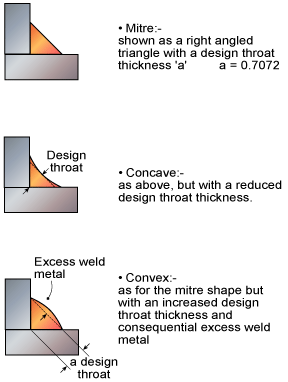 • Mitre:-
shown as a right angled
triangle with a design throat
thickness 'a' a = 0.7072
Design
throat
• Concave:-
as above, but with a reduced
design throat thickness.
Excess weld
metal
• Convex:-
as for the mitre shape but
with an increased design
throat thickness and
consequential excess weld
metal
a design
throat